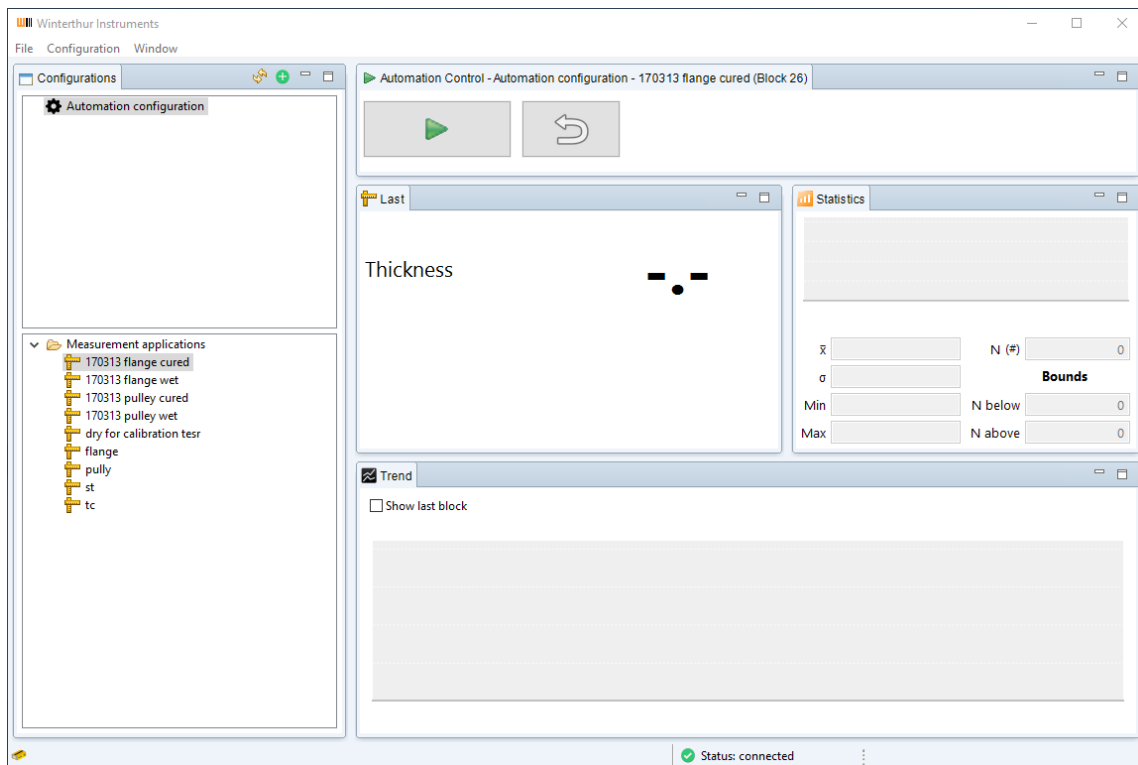 Winterthur Instruments
File Configuration Window
Configurations
Automation configuration
Measurement applications
170313 flange cured
170313 flange wet
170313 pulley cured
170313 pulley wet
dry for calibration tesr
flange
pully
st
tc
Automation Control - Automation configuration - 170313 flange cured (Block 26)
Last
Thickness
-.-
Statistics
x̅ N (#) 0
σ Bounds
Min N below 0
Max N above 0
Trend
Show last block
Status: connected